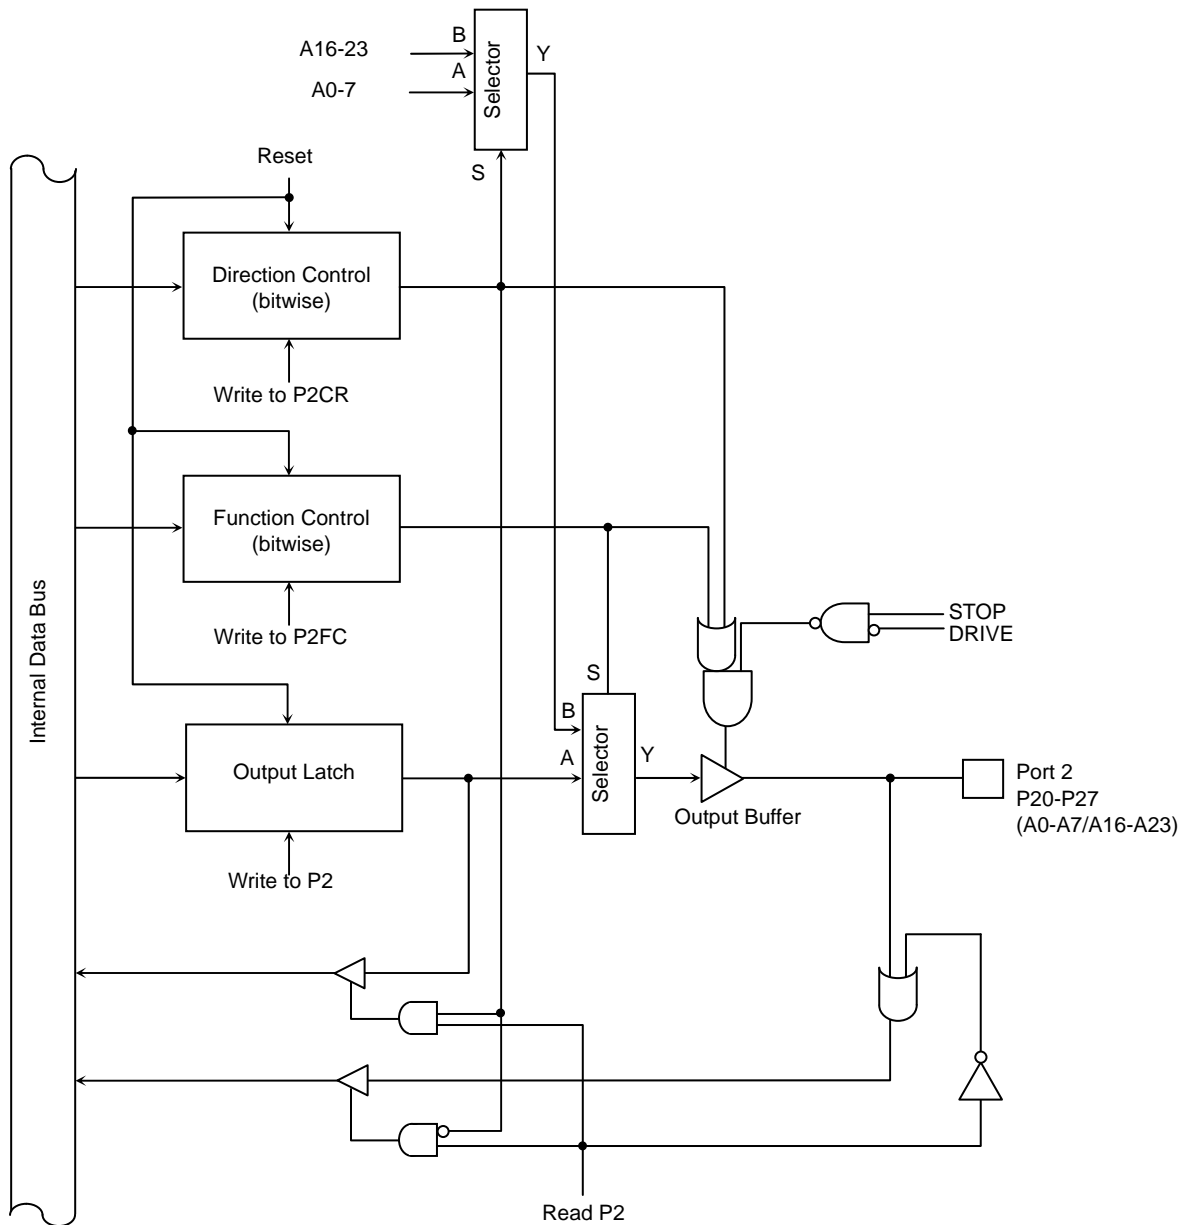 A16-23
B
Y
A
A0-7
Selector
S
Reset
Direction Control
(bitwise)
Write to P2CR
Function Control
(bitwise)
Write to P2FC
Internal Data Bus
STOP
DRIVE
S
B
A
Selector
Y
Output Latch
Output Buffer
Port 2
P20-P27
(A0-A7/A16-A23)
Write to P2
Read P2